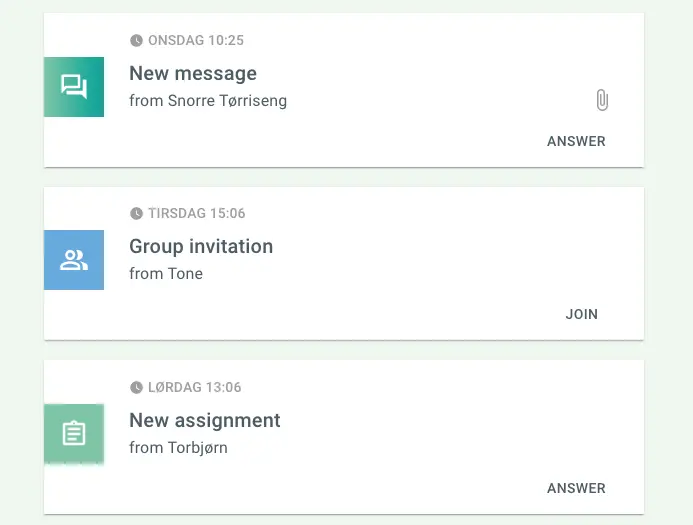 ONSDAG 10:25
New message
from Snorre Tørriseng
ANSWER
TIRSDAG 15:06
Group invitation
from Tone
JOIN
LØRDAG 13:06
New assignment
from Torbjørn
ANSWER